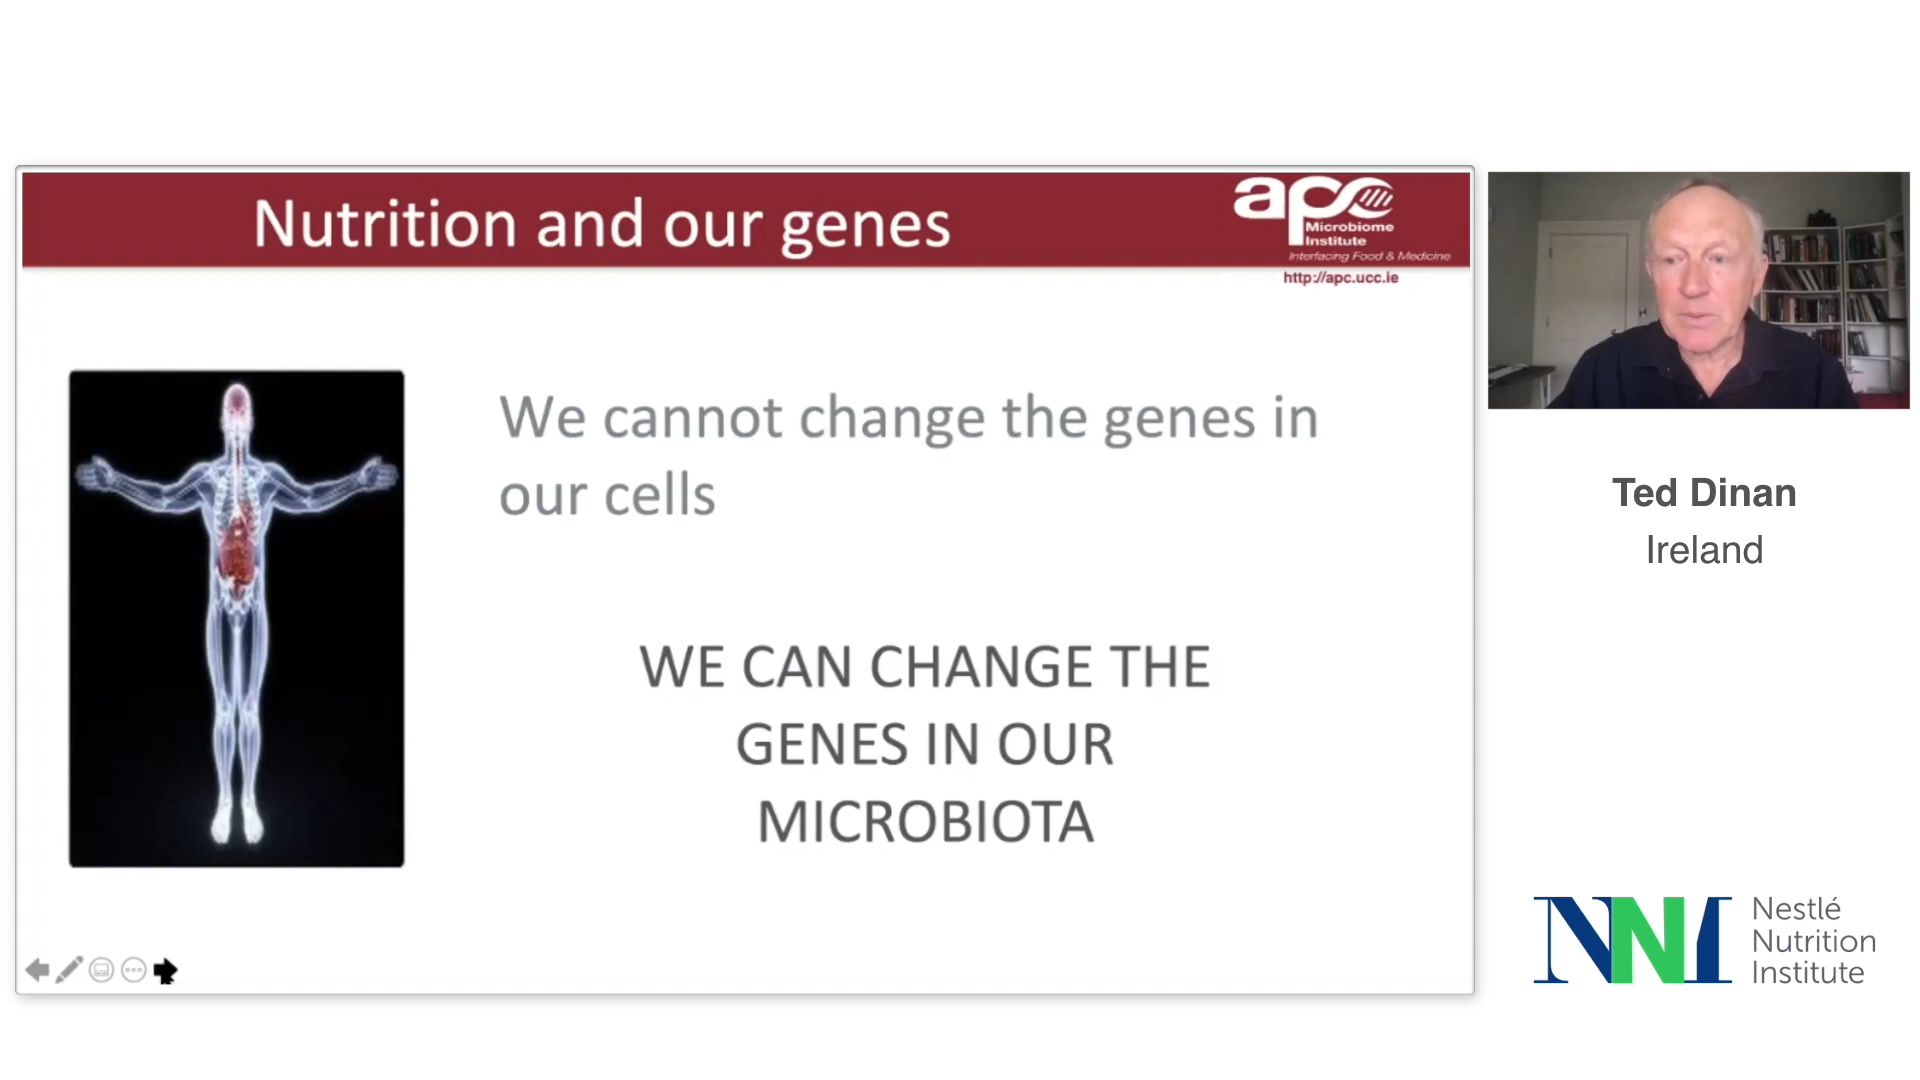 Nutrition and our genes
apc
Microbiome
Institute
Interfacing Food & Medicine
http://apc.ucc.ie
We cannot change the genes in
our cells
WE CAN CHANGE THE
GENES IN OUR
MICROBIOTA
Ted Dinan
Ireland
NNI
Nestlé
Nutrition
Institute